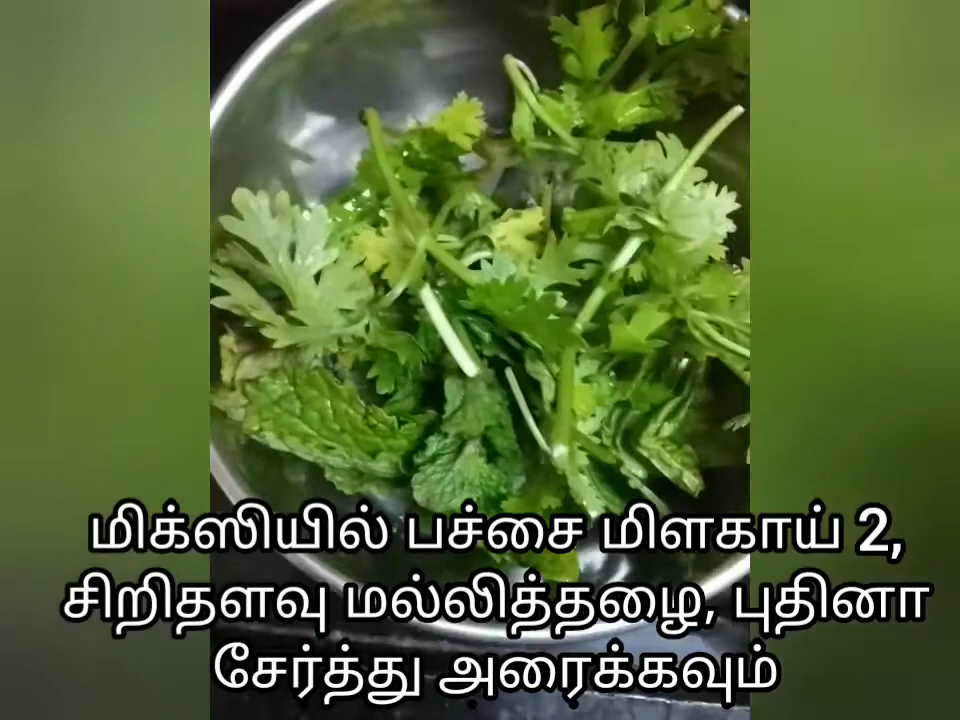 மிக்ஸியில் பச்சை மிளகாய் 2,
சிறிதளவு மல்லித்தழை, புதினா
சேர்த்து அரைக்கவும்